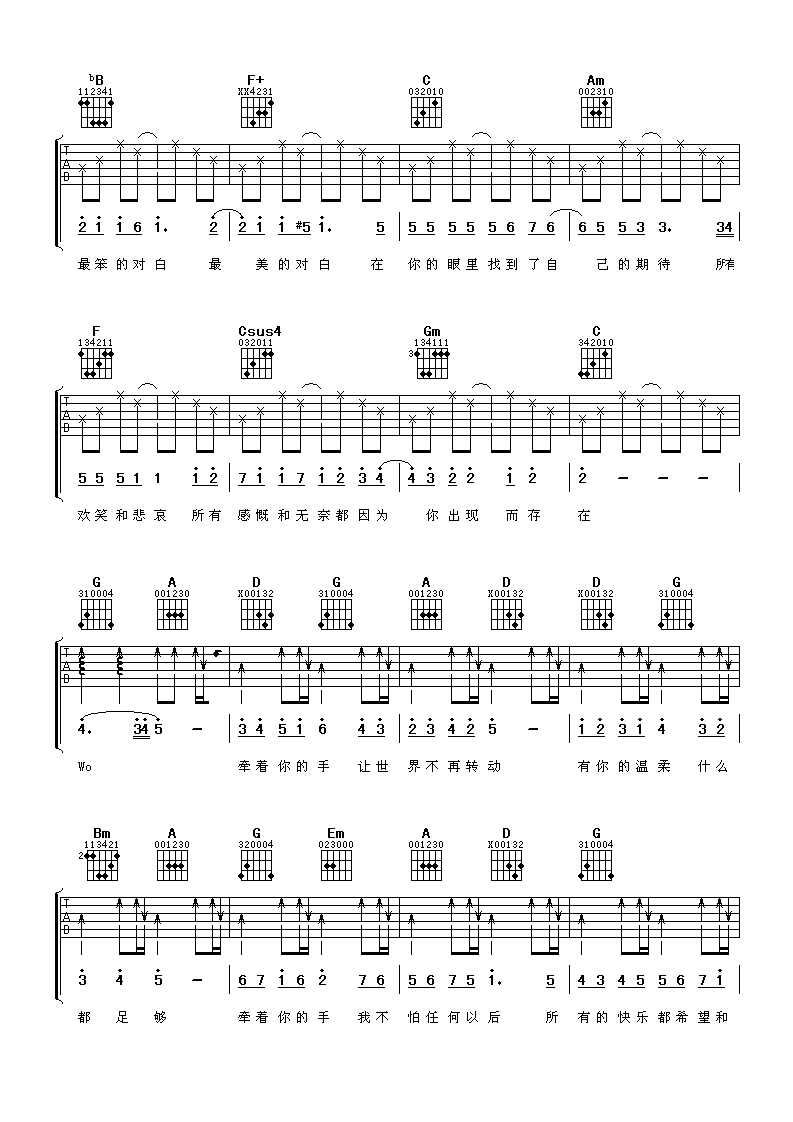 ♭B F+ C Am
112341 XX4231 032010 002310
T A B
2 1 1 6 1. 2 2 1 1 #5 1. 5 5 5 5 5 5 6 7 6 6 5 5 3 3. 34
最笨的对白 最 美的对白 在 你的眼里找到了自 己的期待 所有
F Csus4 Gm C
134211 032011 3 134111 342010
T A B
5 5 5 1 1 1 2 7 1 1 7 1 2 3 4 4 3 2 2 1 2 2 - - -
欢笑和悲哀 所有 感慨和无奈都因为 你出现 而存 在
G A D G A D D G
310004 001230 X00132 310004 001230 X00132 X00132 310004
T A B
4. 34 5 - 3 4 5 1 6 4 3 2 3 4 2 5 - 1 2 3 1 4 3 2
Wo 牵着你的手 让世 界不再转动 有你的温柔 什么
Bm A G Em A D G
2 113421 001230 320004 023000 001230 X00132 310004
T A B
3 4 5 - 6 7 1 6 2 7 6 5 6 7 5 1. 5 4 3 4 5 5 6 7 1
都 足 够 牵着你的手 我不 怕任何以后 所 有的快乐都希望和